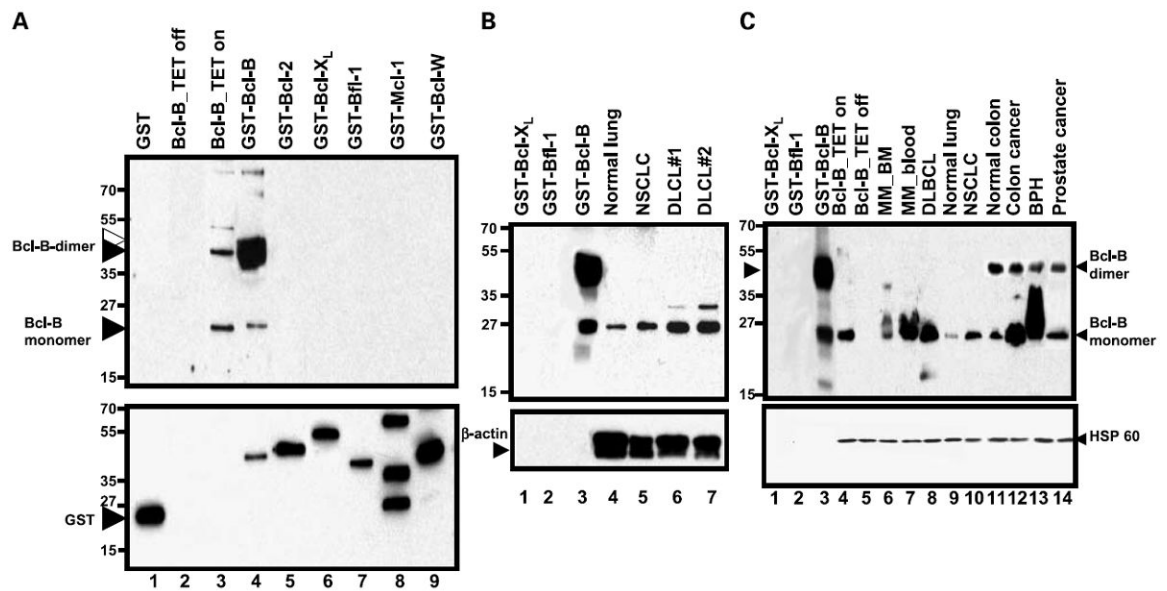 A
GST
Bcl-B_TET off
Bcl-B_TET on
GST-Bcl-B
GST-Bcl-2
GST-Bcl-XL
GST-Bfl-1
GST-Mcl-1
GST-Bcl-W
70
55
Bcl-B-dimer
35
27
Bcl-B
monomer
15
70
55
35
27
GST
15
1 2 3 4 5 6 7 8 9
B
GST-Bcl-XL
GST-Bfl-1
GST-Bcl-B
Normal lung
NSCLC
DLCL#1
DLCL#2
70
55
35
27
15
β-actin
1 2 3 4 5 6 7
C
GST-Bcl-XL
GST-Bfl-1
GST-Bcl-B
Bcl-B_TET on
Bcl-B_TET off
MM_BM
MM_blood
DLBCL
Normal lung
NSCLC
Normal colon
Colon cancer
BPH
Prostate cancer
70
55
35
27
15
Bcl-B
dimer
Bcl-B
monomer
HSP 60
1 2 3 4 5 6 7 8 9 10 11 12 13 14